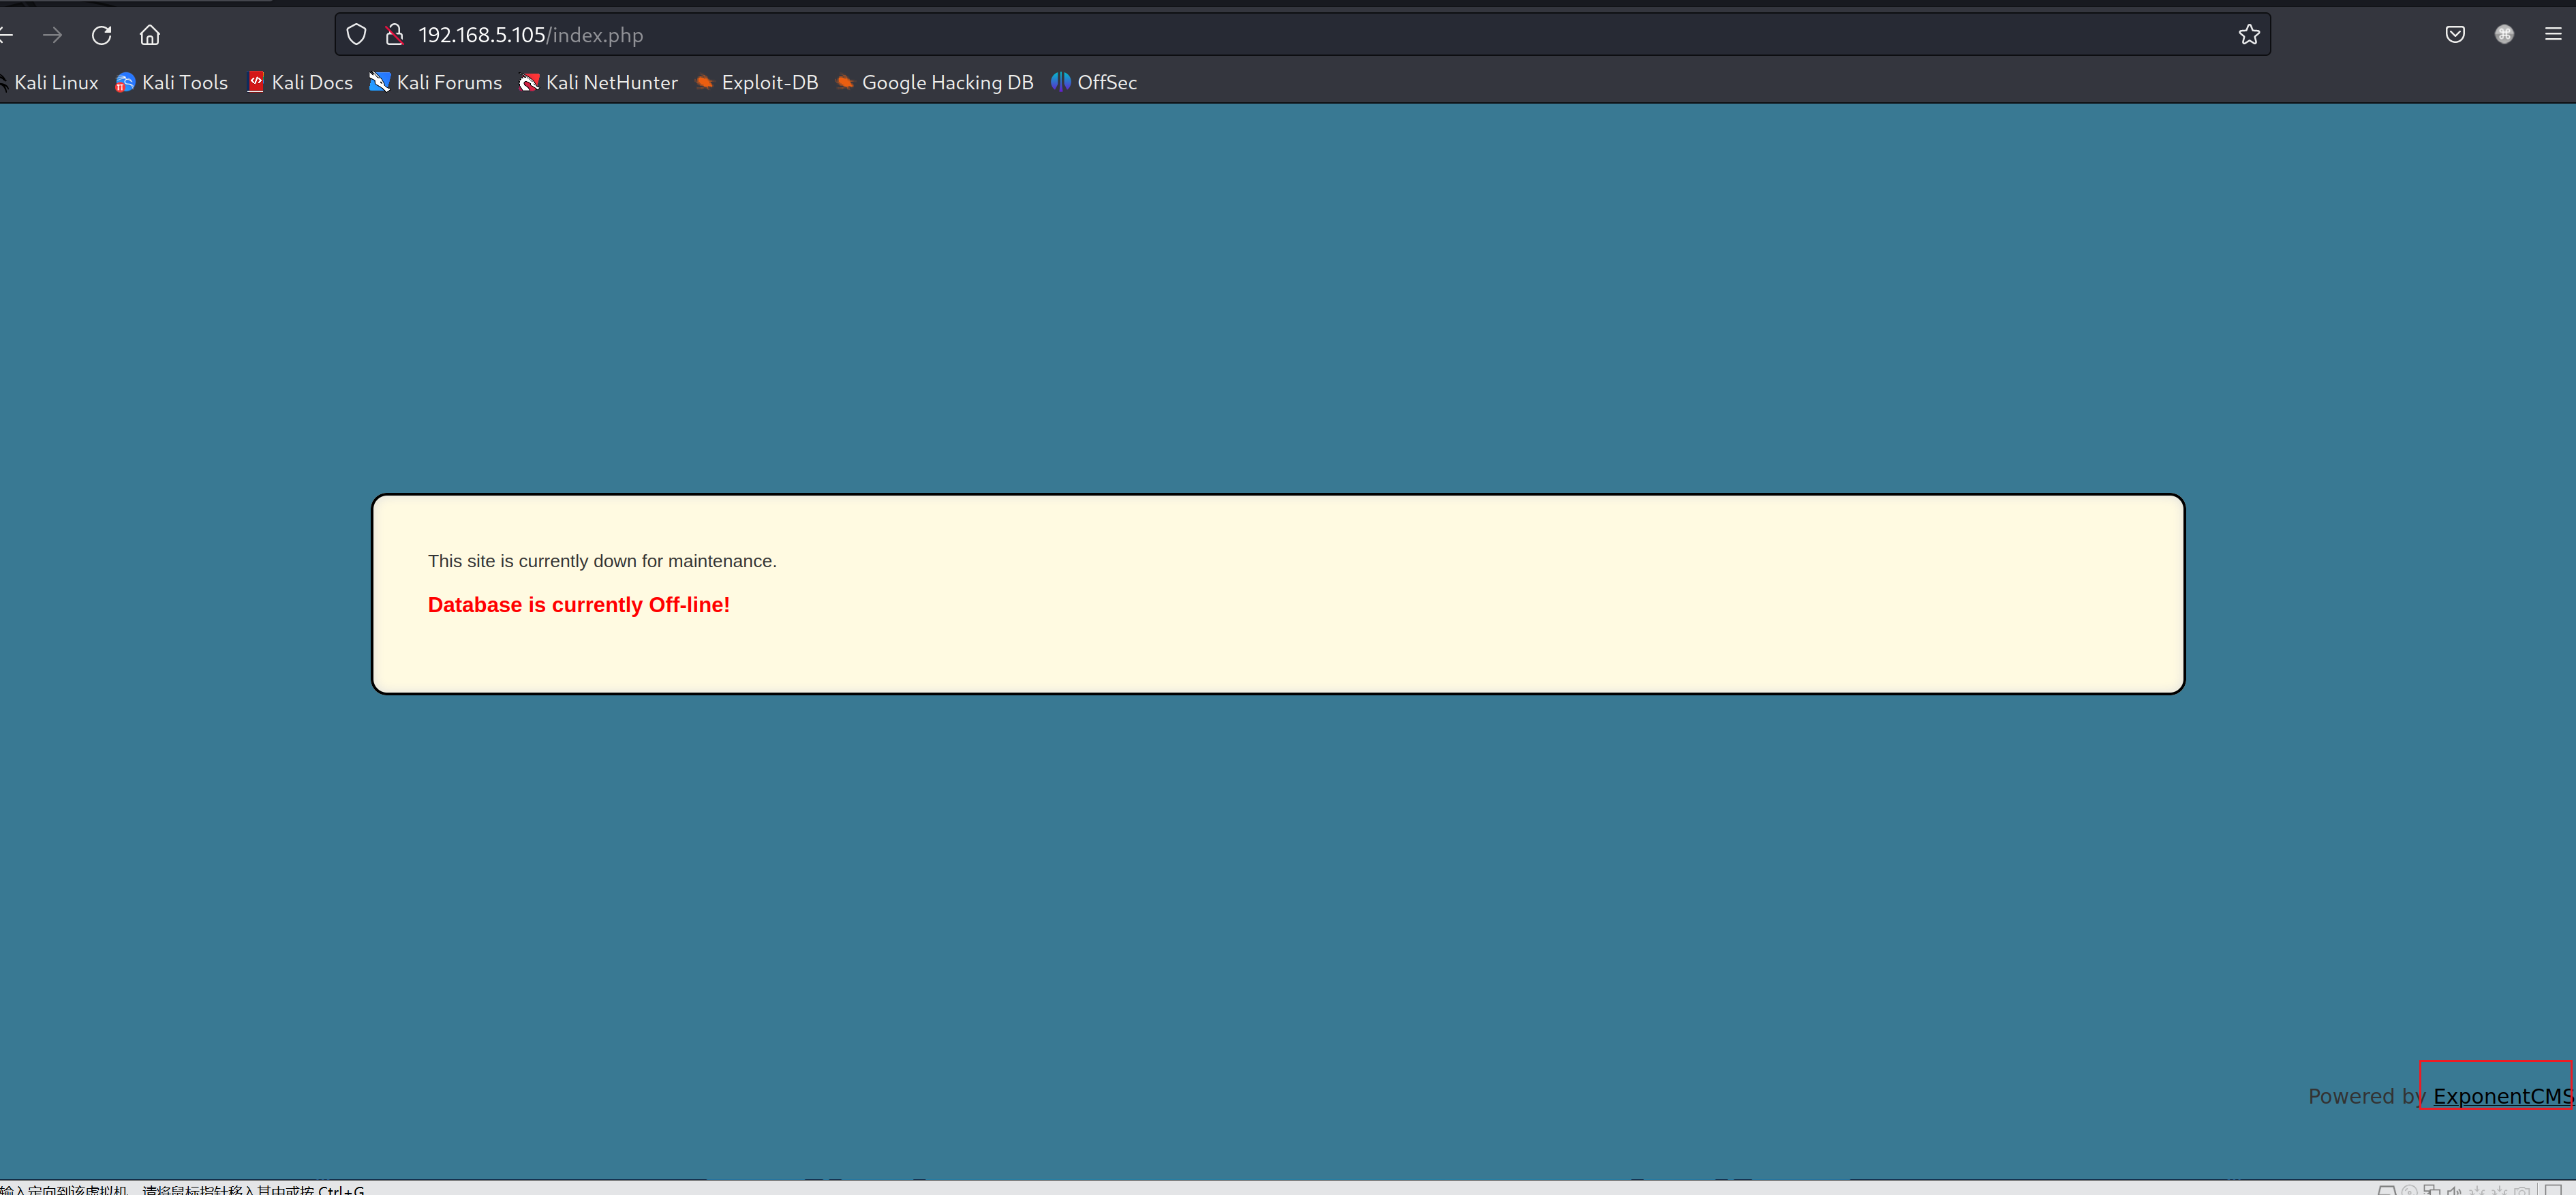 192.168.5.105/index.php
Kali Linux Kali Tools Kali Docs Kali Forums Kali NetHunter Exploit-DB Google Hacking DB OffSec
This site is currently down for maintenance.
Database is currently Off-line!
Powered by ExponentCMS
输入定向到该虚拟机，请将鼠标指针移入其中或按 Ctrl+G